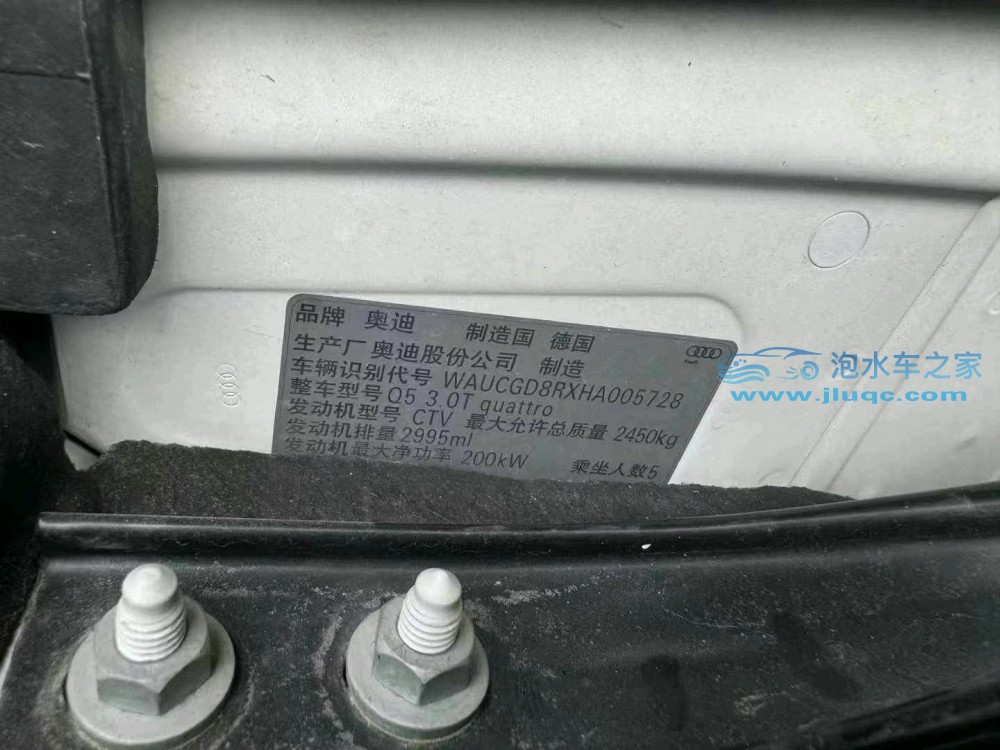 品牌 奥迪 制造国 德国
生产厂 奥迪股份公司 制造
车辆识别代号 WAUCGD8RXHA005728
整车型号 Q5 3.0T quattro
发动机型号 CTV 最大允许总质量 2450kg
发动机排量 2995ml
发动机最大净功率 200kW 乘坐人数5
Audi
泡水车之家
www.jluqc.com